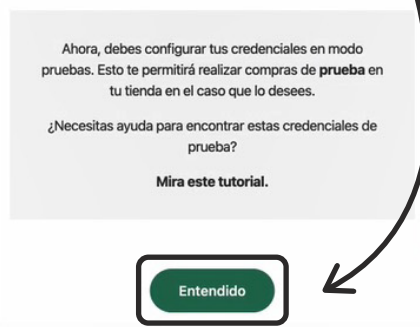 Ahora, debes configurar tus credenciales en modo
pruebas. Esto te permitirá realizar compras de prueba en
tu tienda en el caso que lo desees.
¿Necesitas ayuda para encontrar estas credenciales de
prueba?
Mira este tutorial.
Entendido